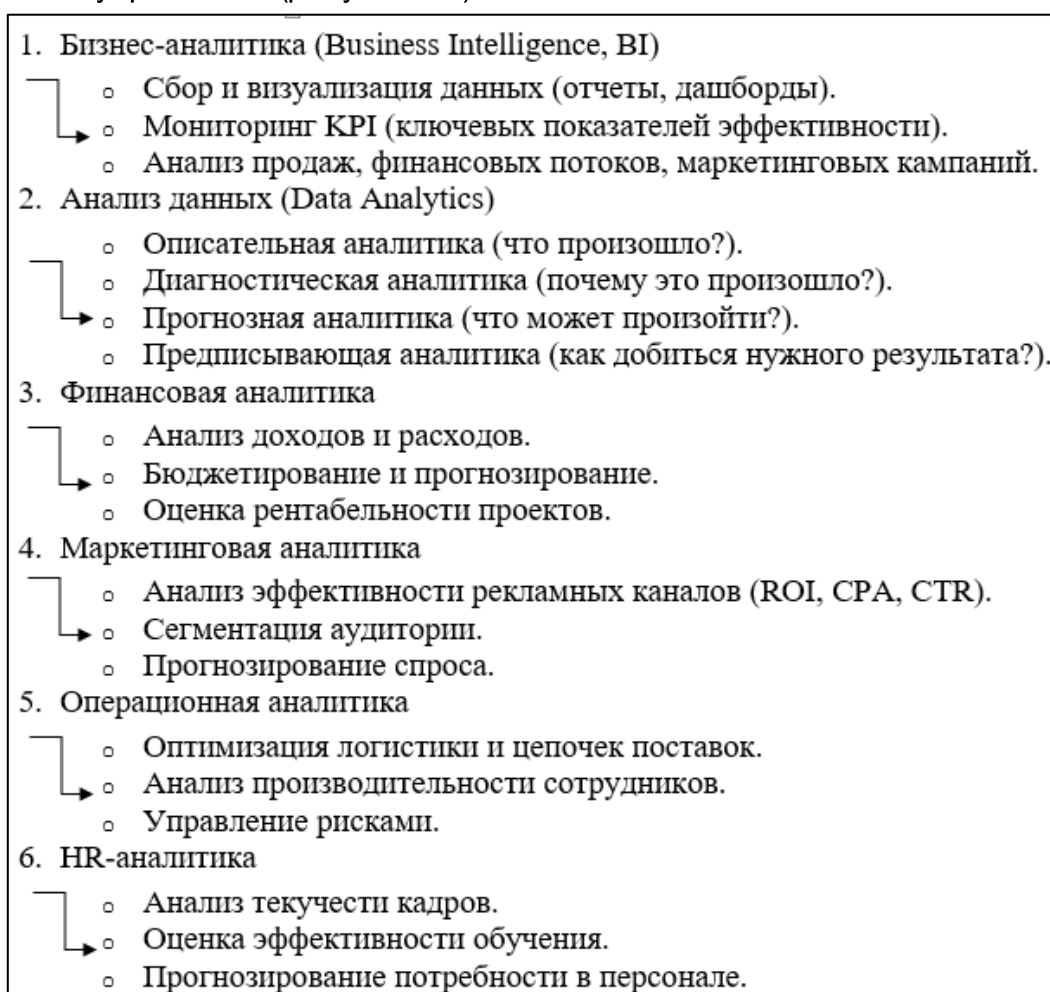 1. Бизнес-аналитика (Business Intelligence, BI)
o Сбор и визуализация данных (отчеты, дашборды).
o Мониторинг KPI (ключевых показателей эффективности).
o Анализ продаж, финансовых потоков, маркетинговых кампаний.
2. Анализ данных (Data Analytics)
o Описательная аналитика (что произошло?).
o Диагностическая аналитика (почему это произошло?).
o Прогнозная аналитика (что может произойти?).
o Предписывающая аналитика (как добиться нужного результата?).
3. Финансовая аналитика
o Анализ доходов и расходов.
o Бюджетирование и прогнозирование.
o Оценка рентабельности проектов.
4. Маркетинговая аналитика
o Анализ эффективности рекламных каналов (ROI, CPA, CTR).
o Сегментация аудитории.
o Прогнозирование спроса.
5. Операционная аналитика
o Оптимизация логистики и цепочек поставок.
o Анализ производительности сотрудников.
o Управление рисками.
6. HR-аналитика
o Анализ текучести кадров.
o Оценка эффективности обучения.
o Прогнозирование потребности в персонале.